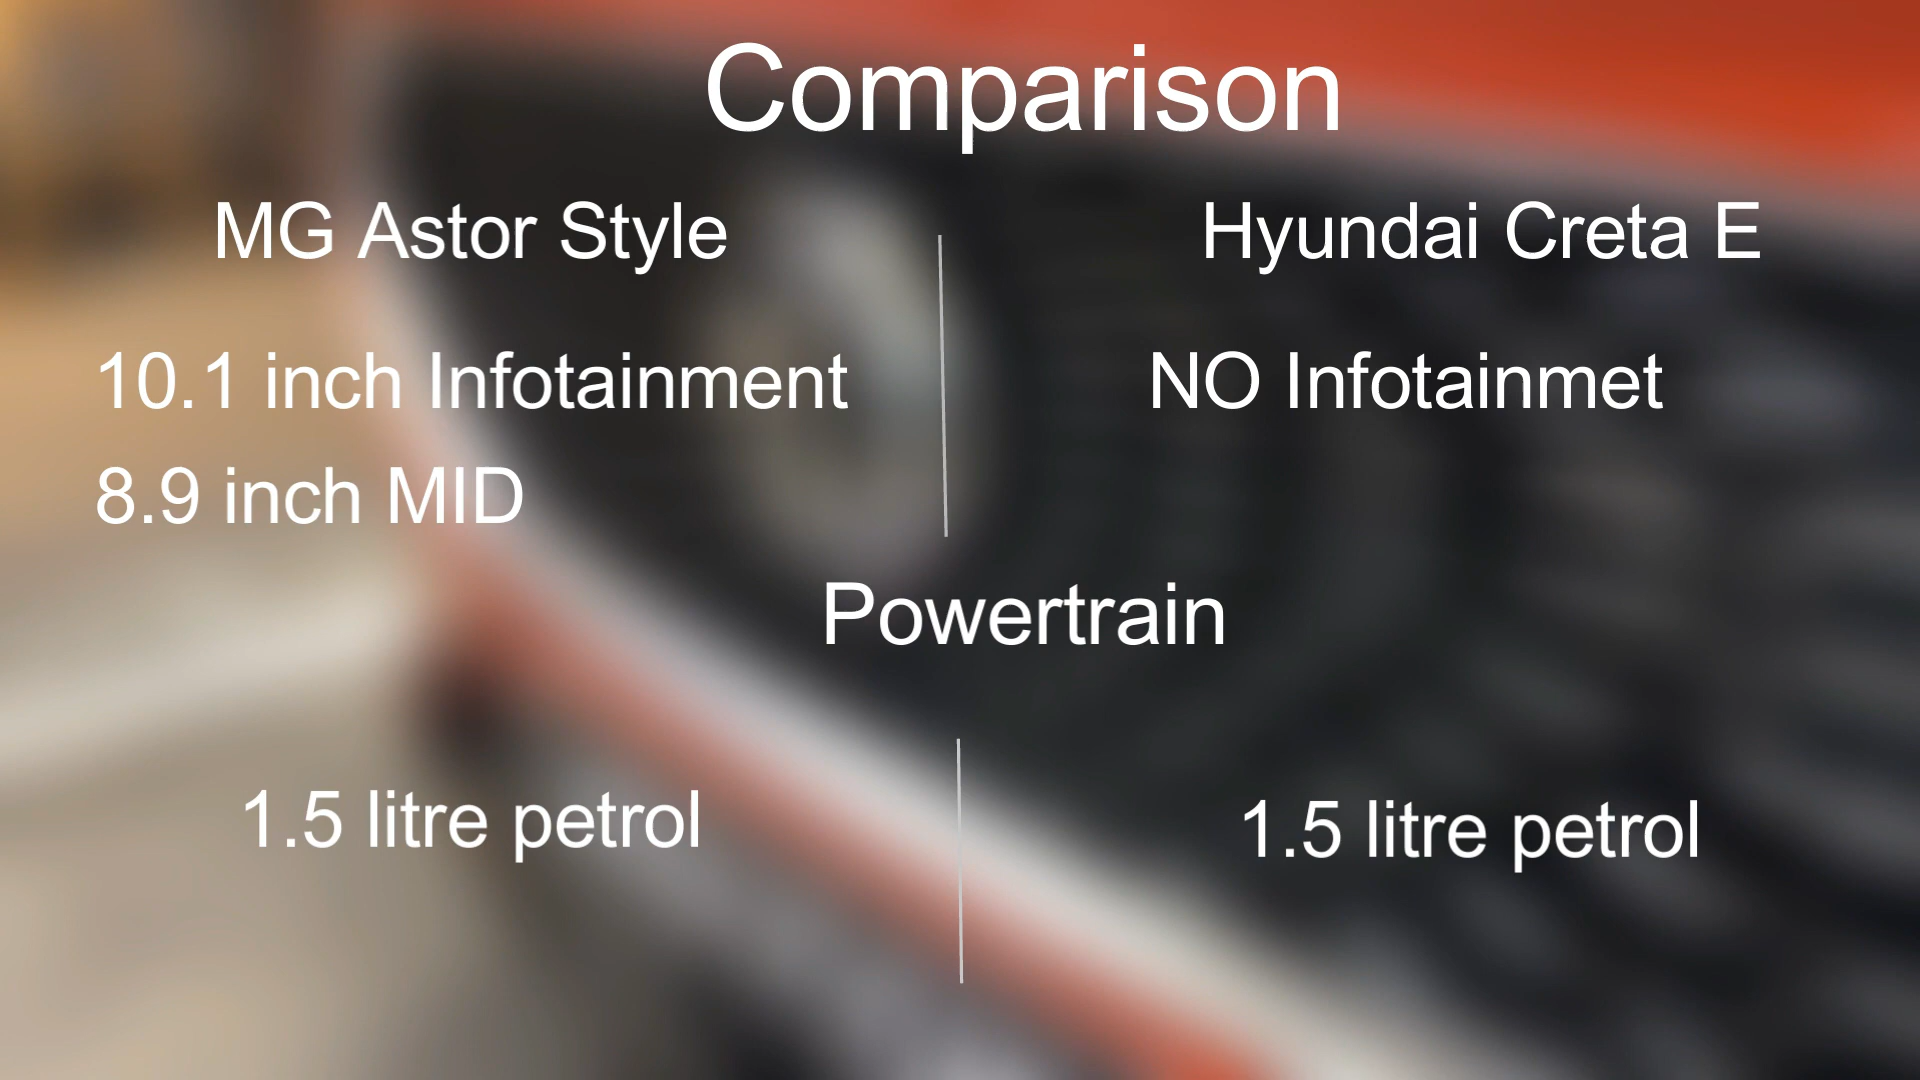 Comparison
MG Astor Style
Hyundai Creta E
10.1 inch Infotainment
NO Infotainmet
8.9 inch MID
Powertrain
1.5 litre petrol
1.5 litre petrol